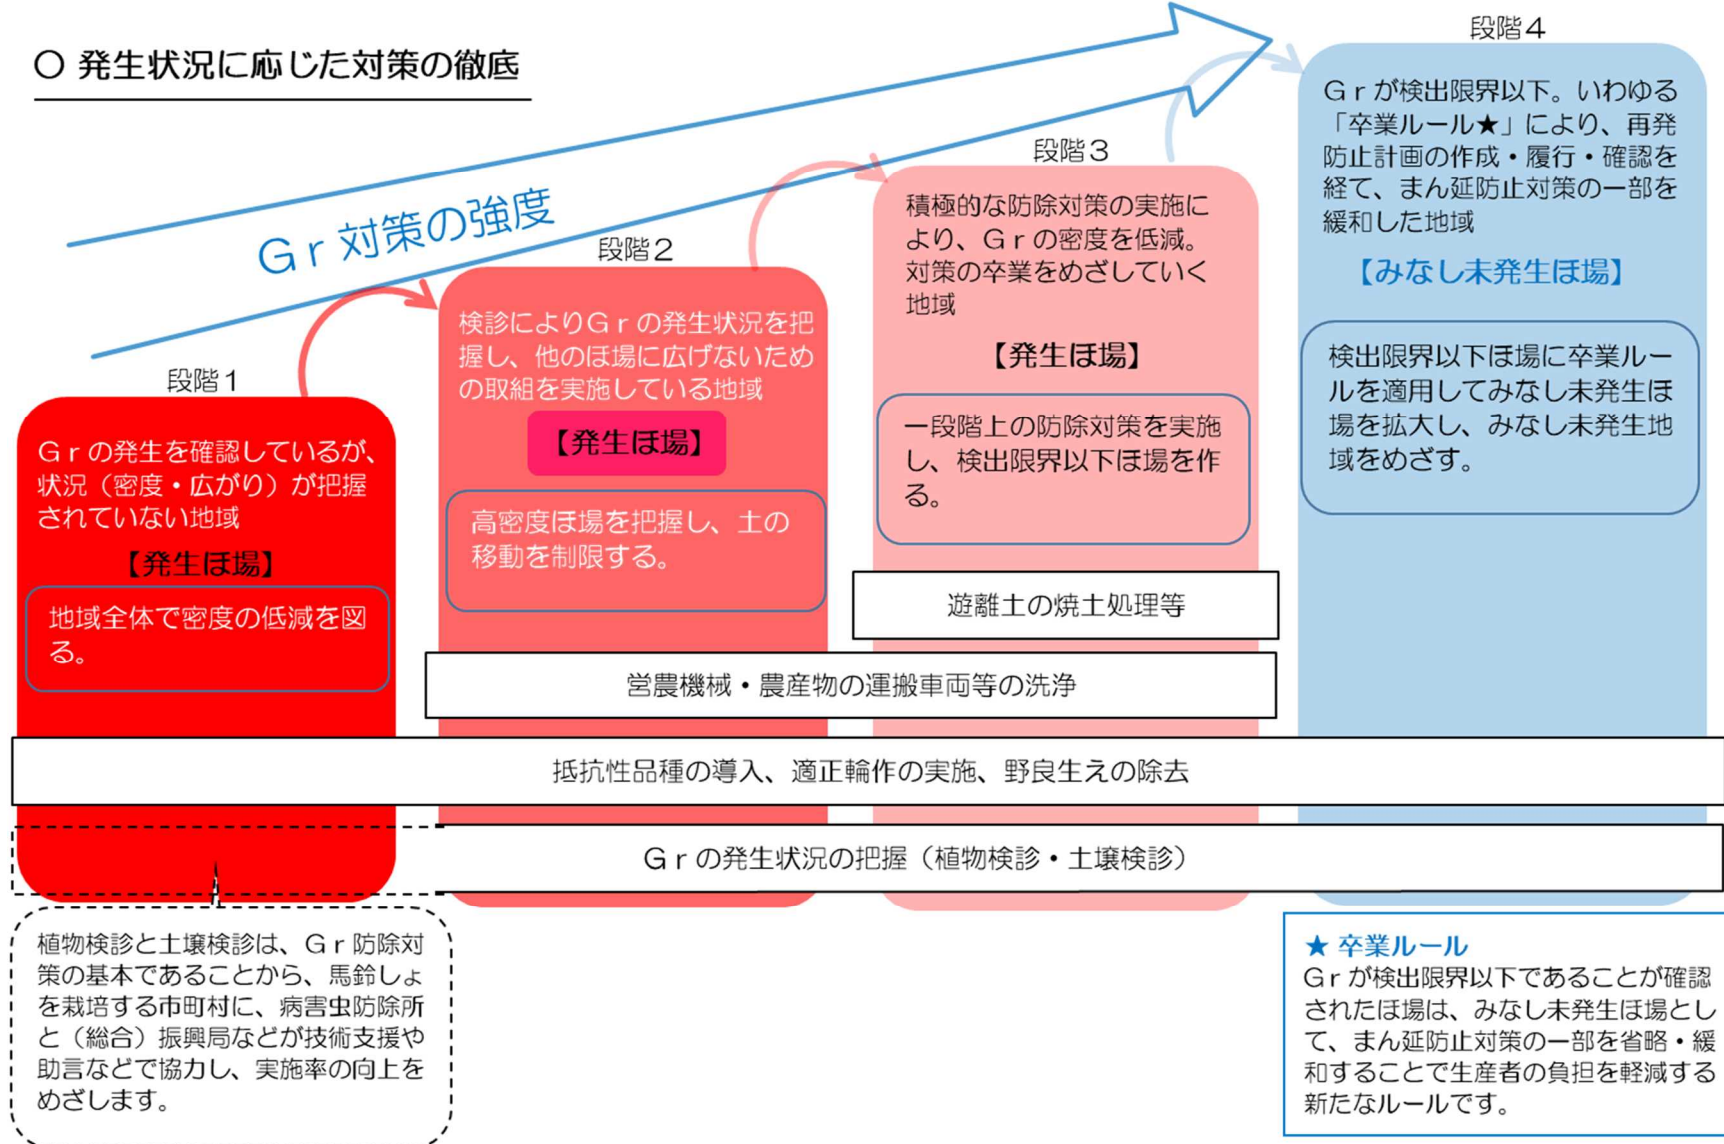 〇 発生状況に応じた対策の徹底
Ｇｒ対策の強度
段階１
Ｇｒの発生を確認しているが、
状況（密度・広がり）が把握
されていない地域
【発生ほ場】
地域全体で密度の低減を図
る。
段階２
検診によりＧｒの発生状況を把
握し、他のほ場に広げないため
の取組を実施している地域
【発生ほ場】
高密度ほ場を把握し、土の
移動を制限する。
段階３
積極的な防除対策の実施に
より、Ｇｒの密度を低減。
対策の卒業をめざしていく
地域
【発生ほ場】
一段階上の防除対策を実施
し、検出限界以下ほ場を作
る。
段階４
Ｇｒが検出限界以下。いわゆる
「卒業ルール★」により、再発
防止計画の作成・履行・確認を
経て、まん延防止対策の一部を
緩和した地域
【みなし未発生ほ場】
検出限界以下ほ場に卒業ルー
ルを適用してみなし未発生ほ
場を拡大し、みなし未発生地
域をめざす。
遊離土の焼土処理等
営農機械・農産物の運搬車両等の洗浄
抵抗性品種の導入、適正輪作の実施、野良生えの除去
Ｇｒの発生状況の把握（植物検診・土壌検診）
植物検診と土壌検診は、Ｇｒ防除対
策の基本であることから、馬鈴しょ
を栽培する市町村に、病害虫防除所
と（総合）振興局などが技術支援や
助言などで協力し、実施率の向上を
めざします。
★ 卒業ルール
Ｇｒが検出限界以下であることが確認
されたほ場は、みなし未発生ほ場とし
て、まん延防止対策の一部を省略・緩
和することで生産者の負担を軽減する
新たなルールです。